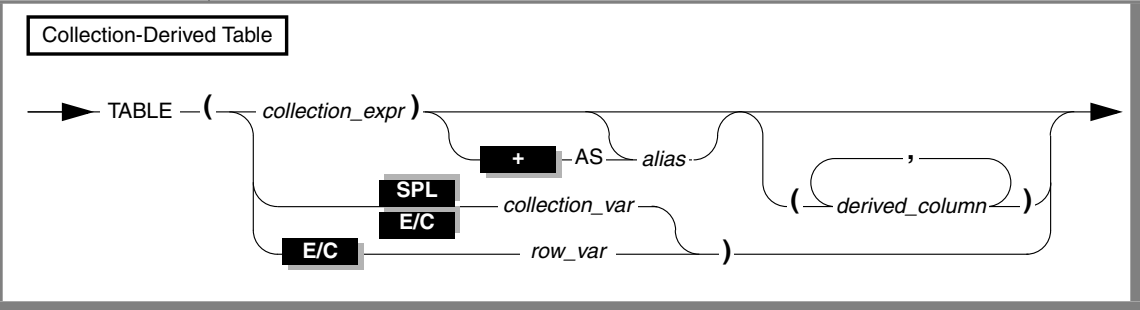 Collection-Derived Table
TABLE ( collection_expr )
+ AS alias
,
( derived_column )
SPL
E/C
collection_var
E/C row_var )